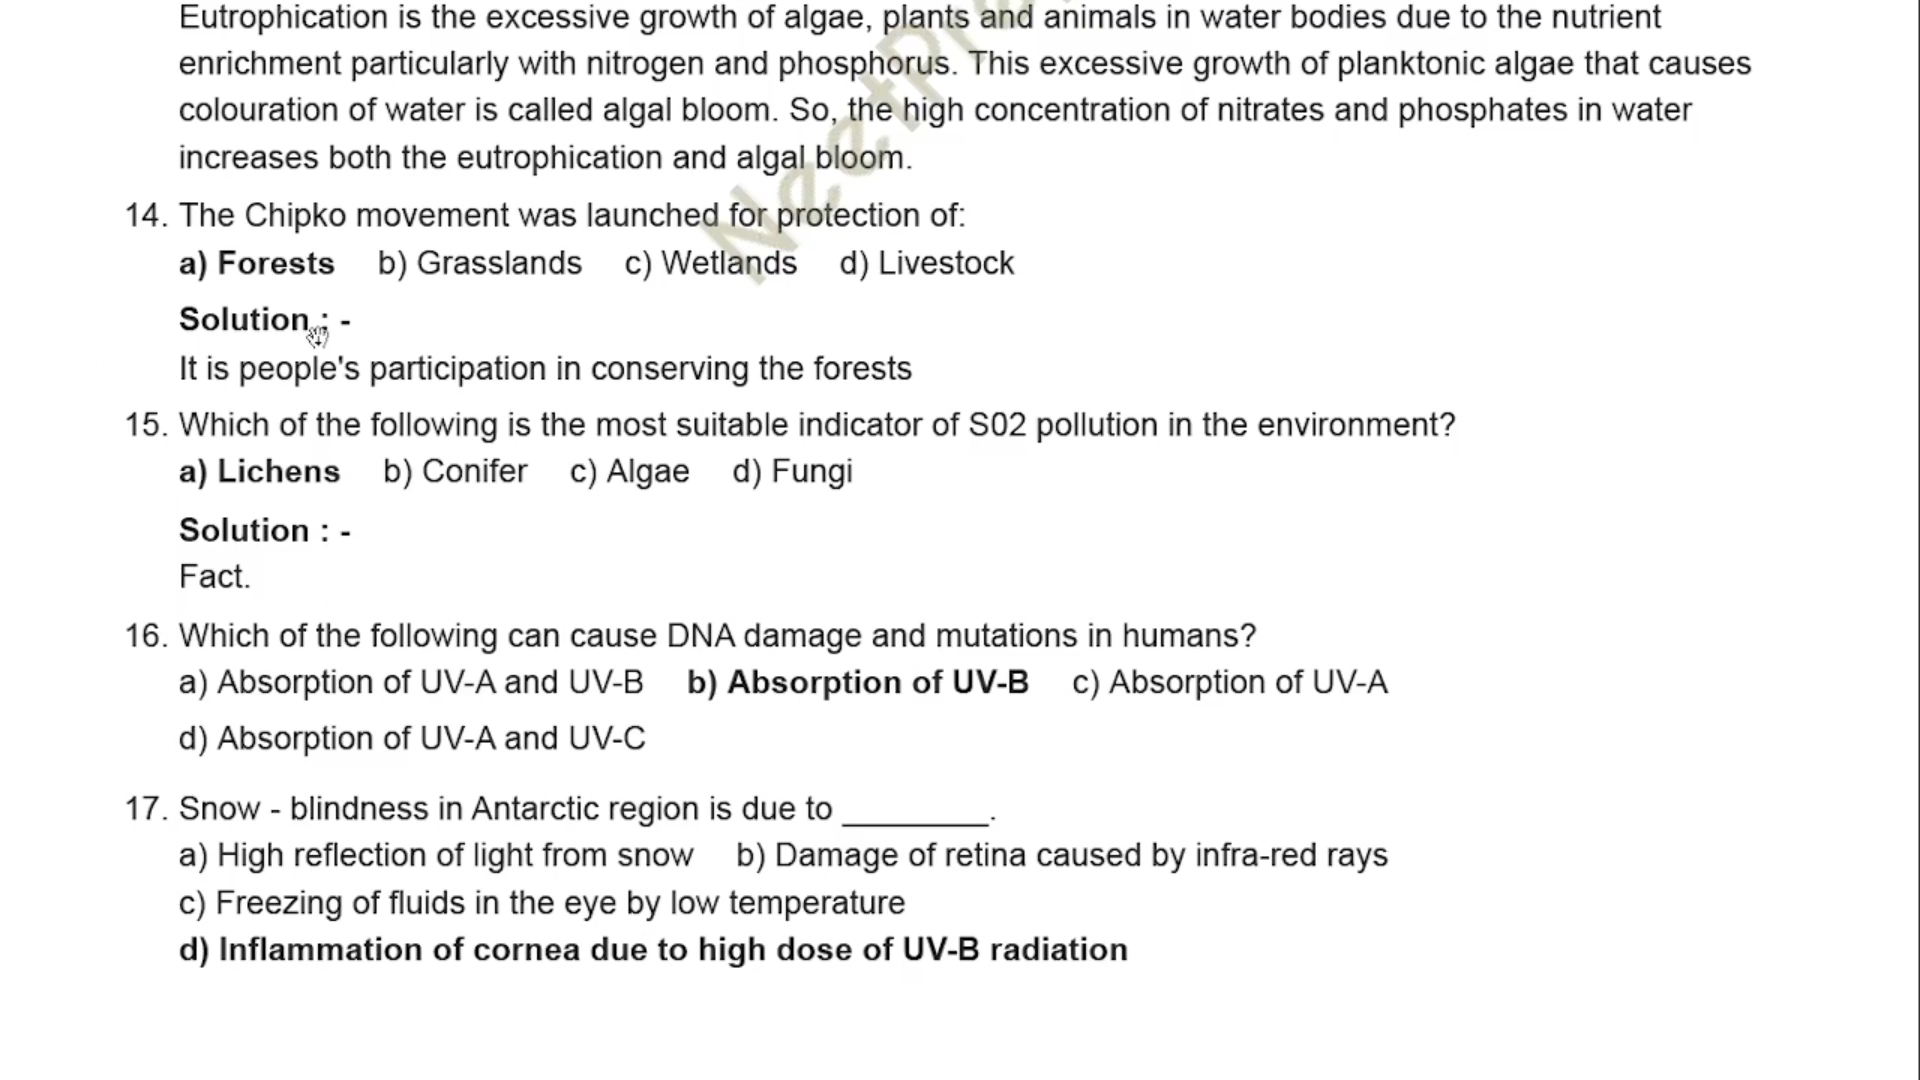 Eutrophication is the excessive growth of algae, plants and animals in water bodies due to the nutrient
enrichment particularly with nitrogen and phosphorus. This excessive growth of planktonic algae that causes
colouration of water is called algal bloom. So, the high concentration of nitrates and phosphates in water
increases both the eutrophication and algal bloom.
14. The Chipko movement was launched for protection of:
a) Forests b) Grasslands c) Wetlands d) Livestock
Solution : -
It is people's participation in conserving the forests
15. Which of the following is the most suitable indicator of S02 pollution in the environment?
a) Lichens b) Conifer c) Algae d) Fungi
Solution : -
Fact.
16. Which of the following can cause DNA damage and mutations in humans?
a) Absorption of UV-A and UV-B b) Absorption of UV-B c) Absorption of UV-A
d) Absorption of UV-A and UV-C
17. Snow - blindness in Antarctic region is due to ________.
a) High reflection of light from snow b) Damage of retina caused by infra-red rays
c) Freezing of fluids in the eye by low temperature
d) Inflammation of cornea due to high dose of UV-B radiation